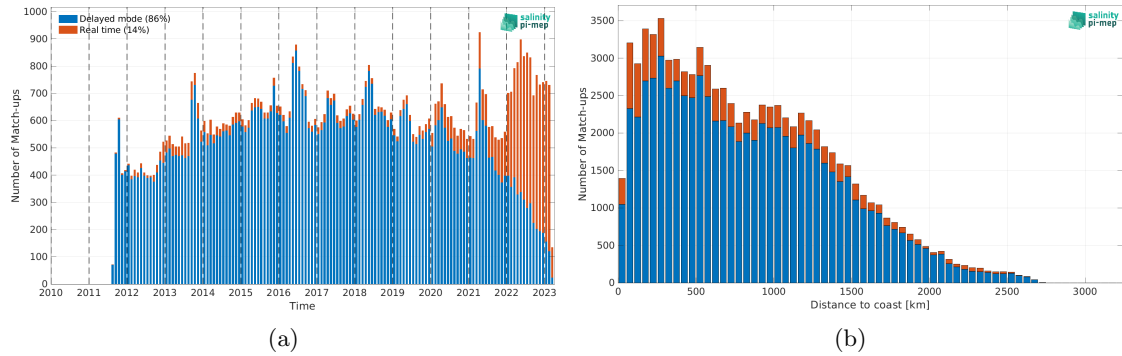 Delayed mode (86%)
Real time (14%)
salinity
pi-mep
Number of Match-ups
1000
900
800
700
600
500
400
300
200
100
0
2010 2011 2012 2013 2014 2015 2016 2017 2018 2019 2020 2021 2022 2023
Time
(a)
salinity
pi-mep
Number of Match-ups
3500
3000
2500
2000
1500
1000
500
0
0 500 1000 1500 2000 2500 3000
Distance to coast [km]
(b)